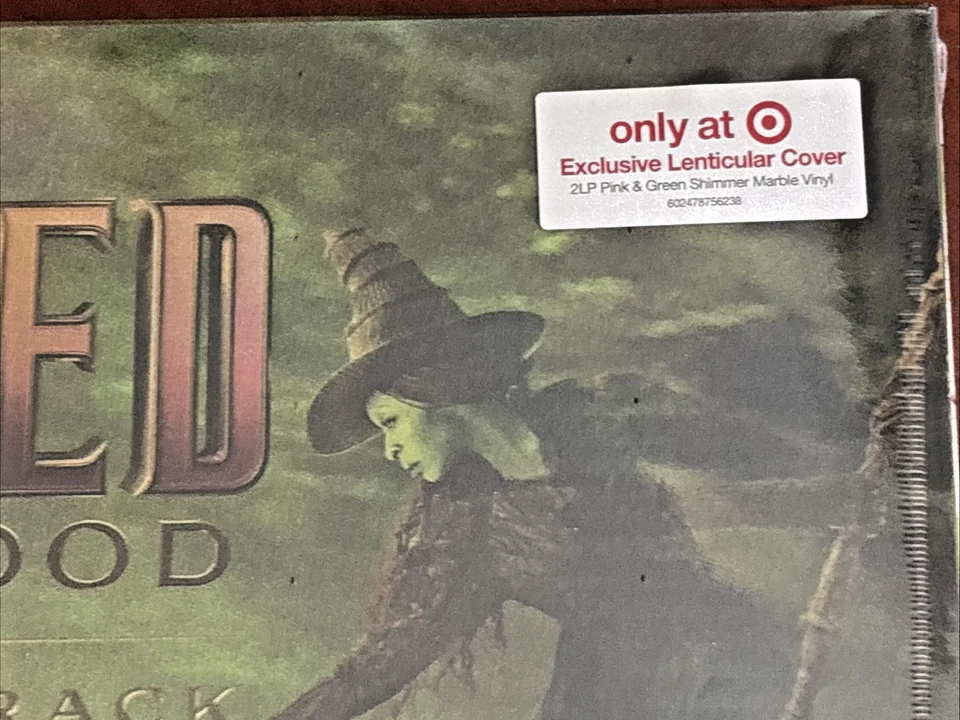 only at
Exclusive Lenticular Cover
2LP Pink & Green Shimmer Marble Vinyl
602478756238
ED
OOD
RACK